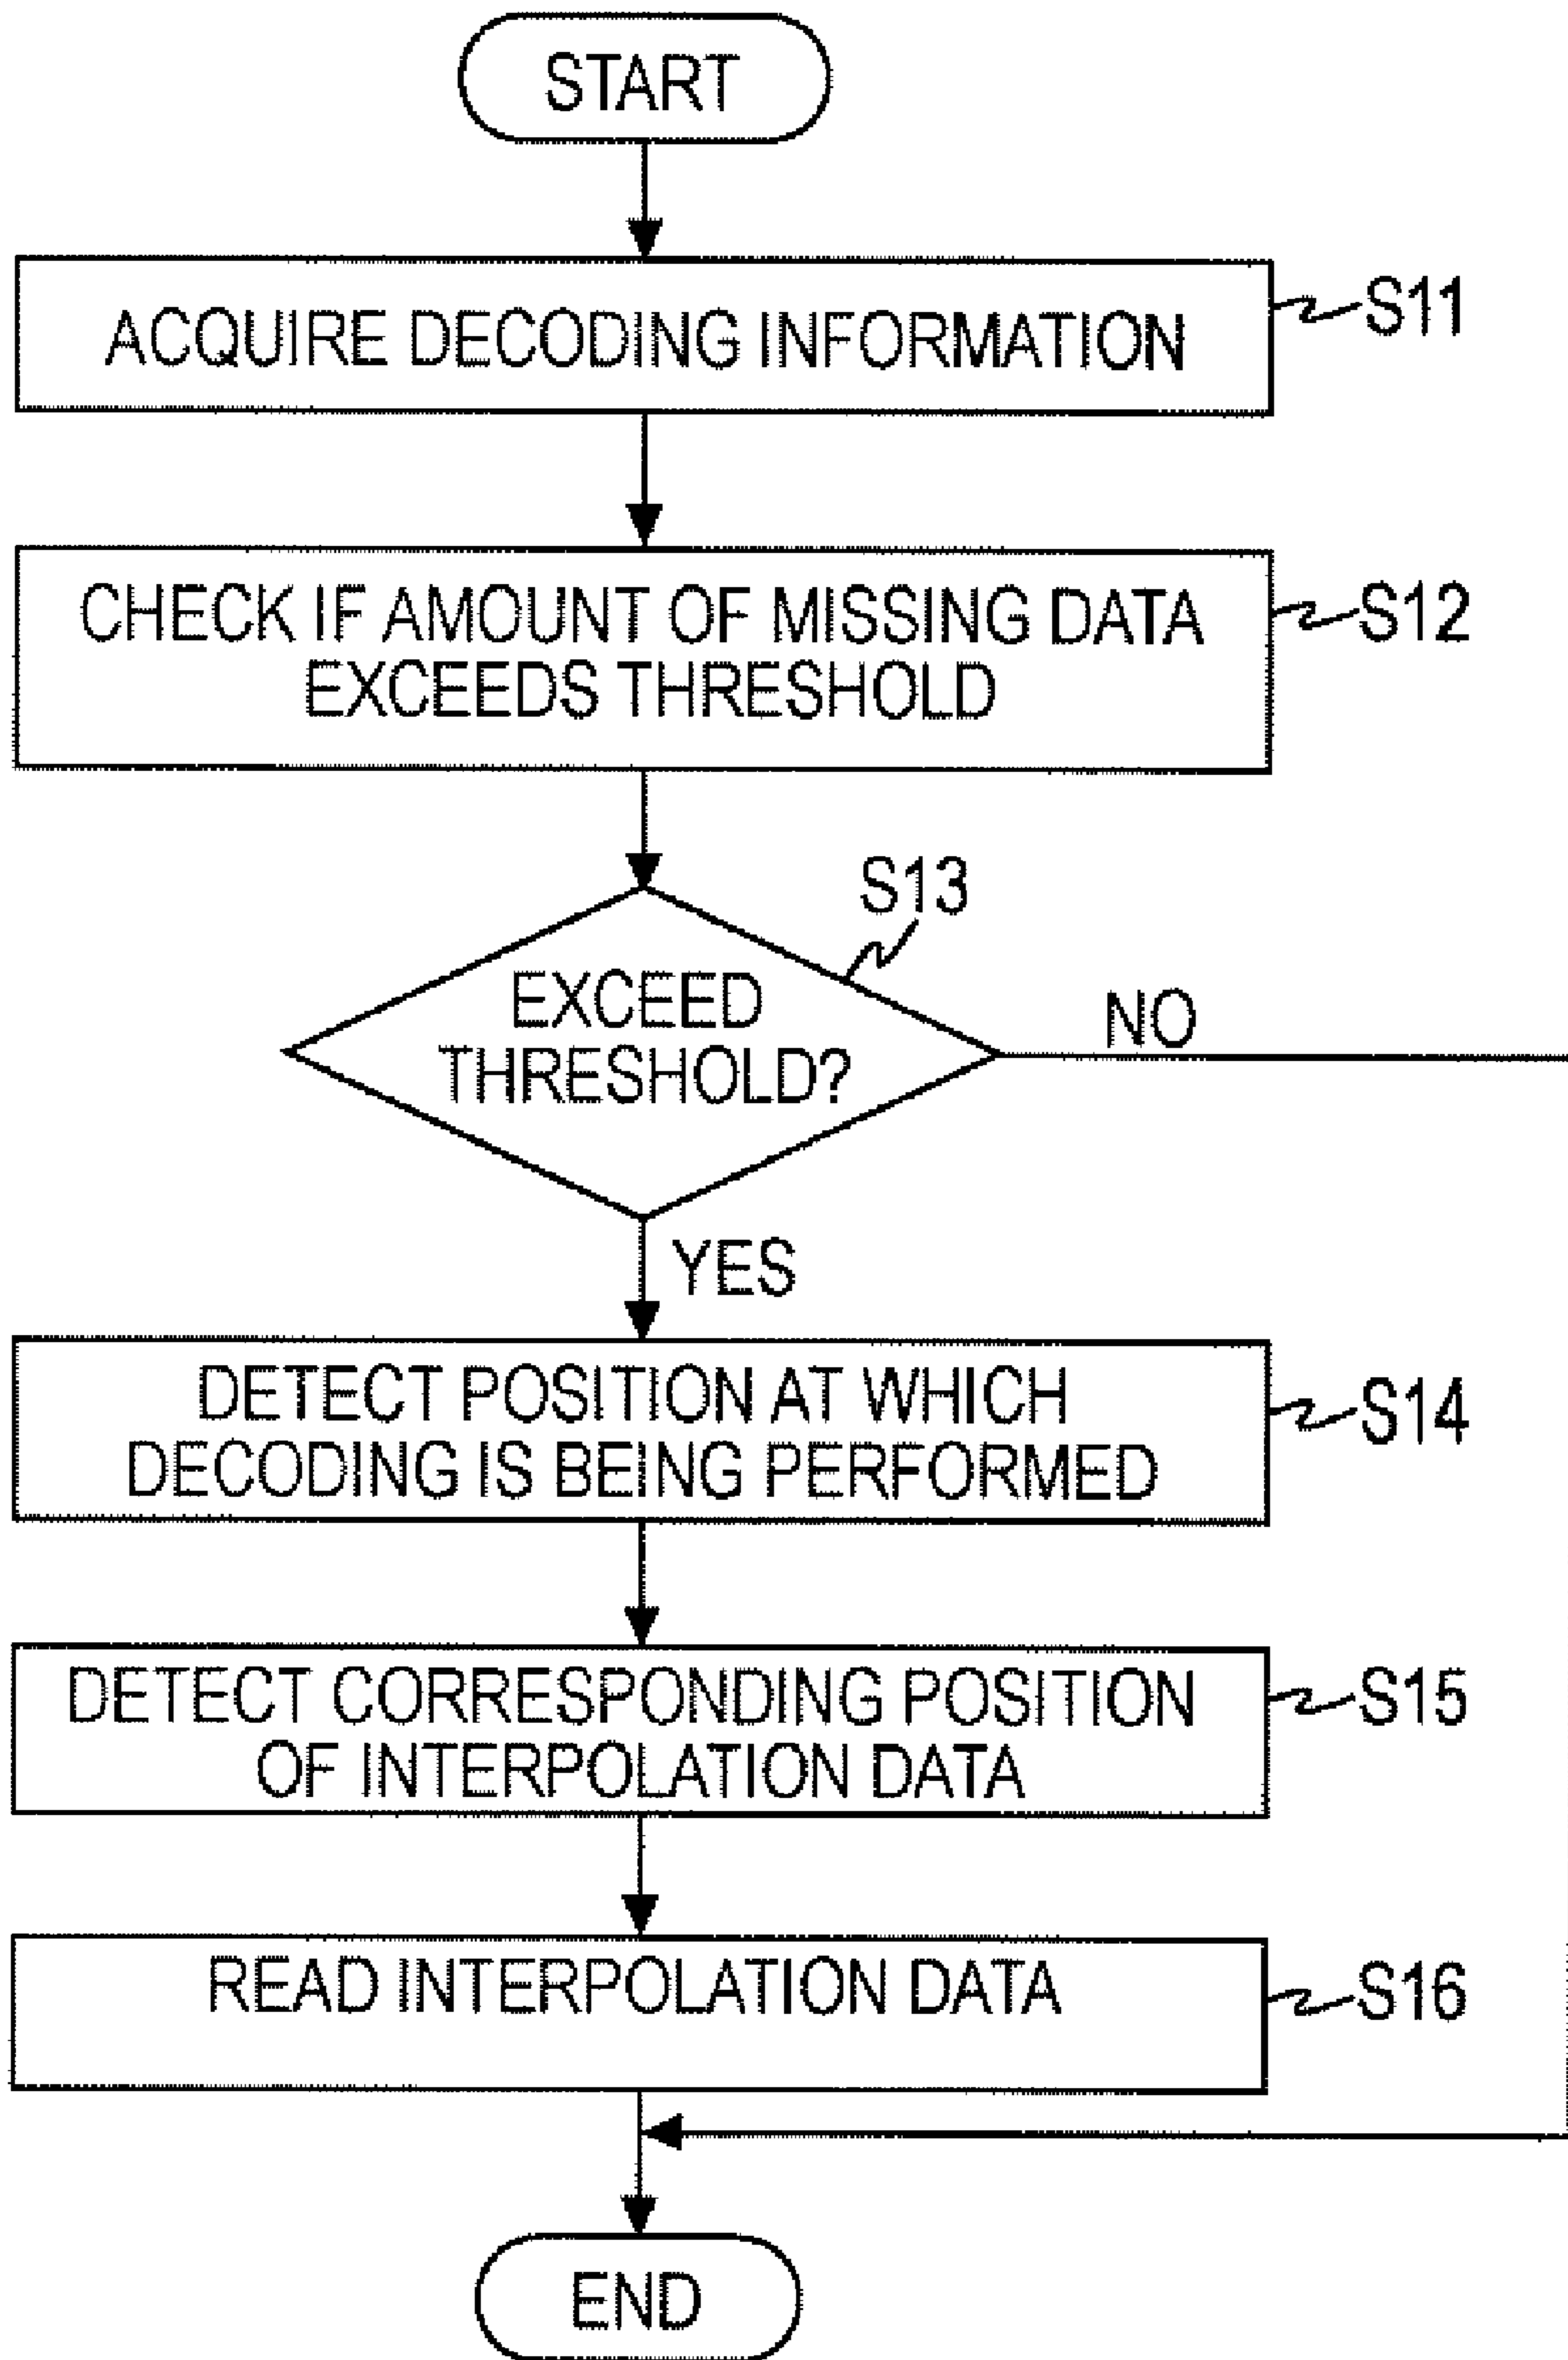 START
ACQUIRE DECODING INFORMATION
S11
CHECK IF AMOUNT OF MISSING DATA
EXCEEDS THRESHOLD
S12
S13
EXCEED
THRESHOLD?
NO
YES
DETECT POSITION AT WHICH
DECODING IS BEING PERFORMED
S14
DETECT CORRESPONDING POSITION
OF INTERPOLATION DATA
S15
READ INTERPOLATION DATA
S16
END